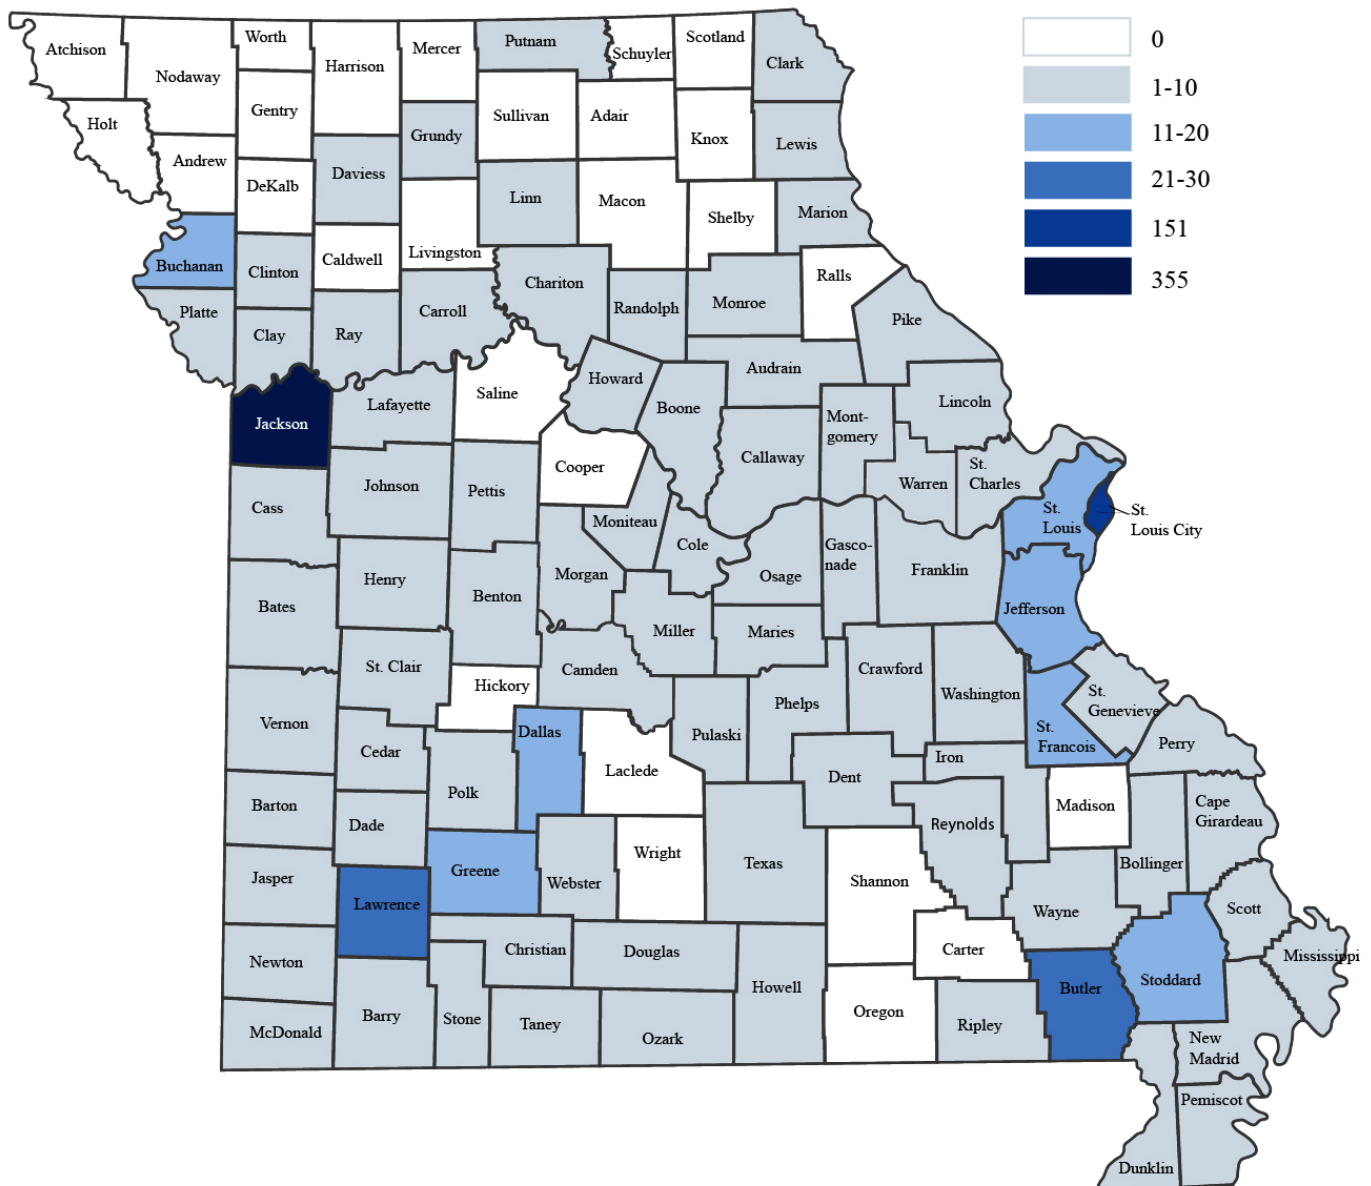 Atchison
Nodaway
Worth
Harrison
Mercer
Putnam
Schuyler
Scotland
Clark
0
1-10
11-20
21-30
151
355
Holt
Gentry
Andrew
DeKalb
Daviess
Grundy
Sullivan
Adair
Knox
Lewis
Linn
Macon
Shelby
Marion
Buchanan
Clinton
Caldwell
Livingston
Chariton
Randolph
Monroe
Ralls
Pike
Platte
Clay
Ray
Carroll
Saline
Howard
Boone
Audrain
Lincoln
Jackson
Lafayette
Cooper
Callaway
Mont-
gomery
Warren
St.
Charles
St.
Louis
St.
Louis City
Cass
Johnson
Pettis
Moniteau
Cole
Osage
Gasco-
nade
Franklin
Jefferson
Bates
Henry
Benton
Morgan
Miller
Maries
Vernon
St. Clair
Hickory
Camden
Pulaski
Phelps
Crawford
Washington
St.
Francois
St.
Genevieve
Perry
Cedar
Polk
Dallas
Laclede
Dent
Iron
Madison
Cape
Girardeau
Barton
Dade
Greene
Webster
Wright
Texas
Shannon
Reynolds
Bollinger
Wayne
Scott
Mississippi
Jasper
Lawrence
Christian
Douglas
Howell
Carter
Butler
Stoddard
Newton
McDonald
Barry
Stone
Taney
Ozark
Oregon
Ripley
New
Madrid
Pemiscot
Dunklin